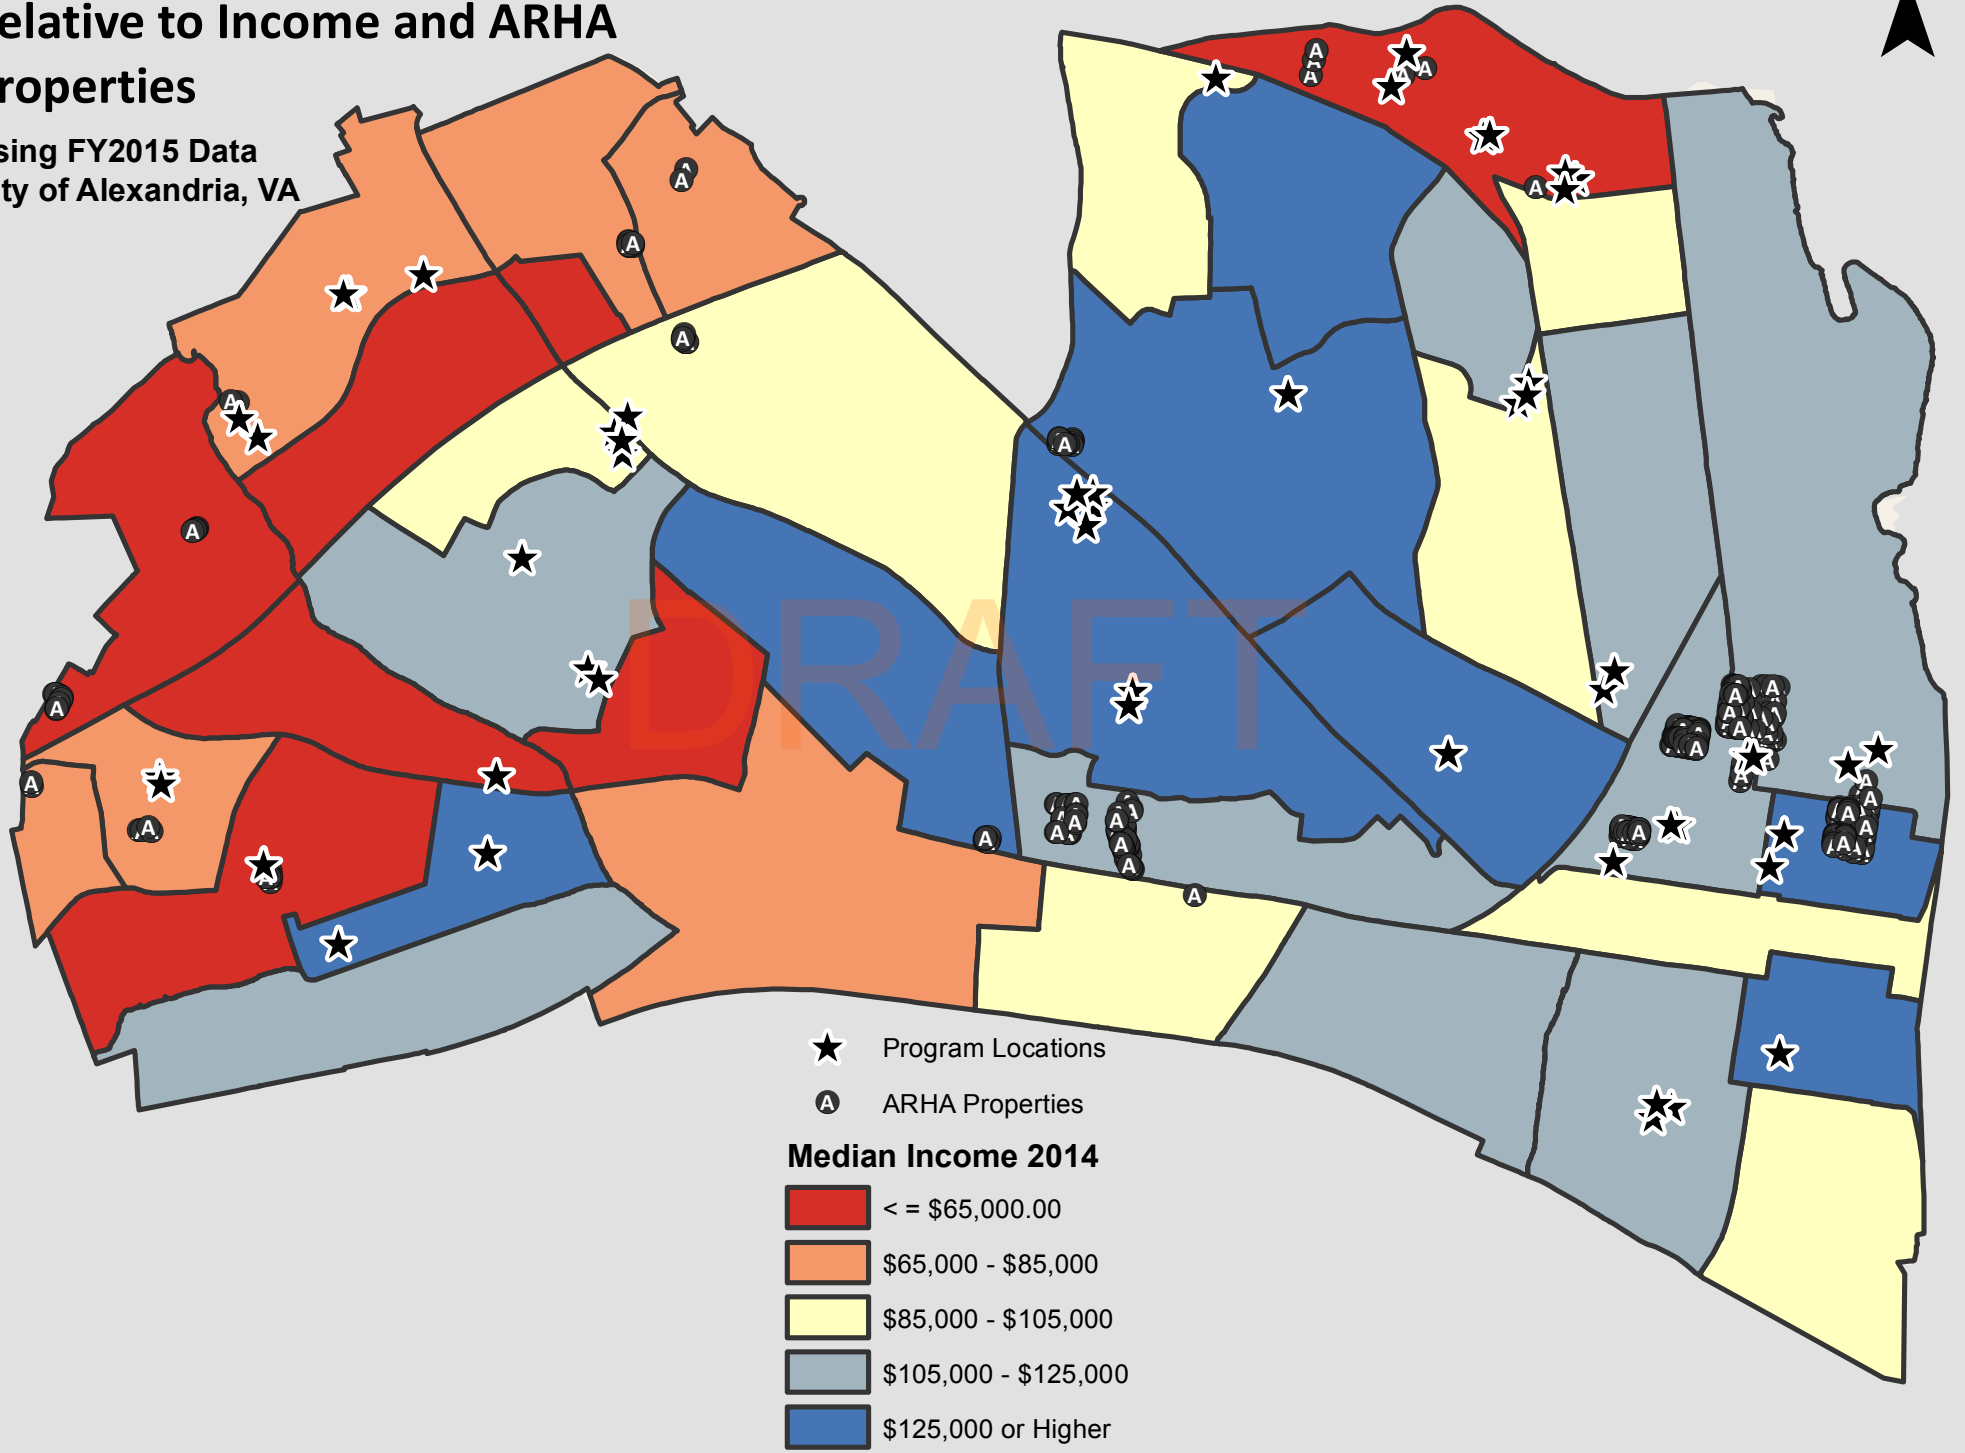 elative to Income and ARHA
roperties
sing FY2015 Data
ty of Alexandria, VA
DRAFT
Program Locations
A ARHA Properties
Median Income 2014
< = $65,000.00
$65,000 - $85,000
$85,000 - $105,000
$105,000 - $125,000
$125,000 or Higher